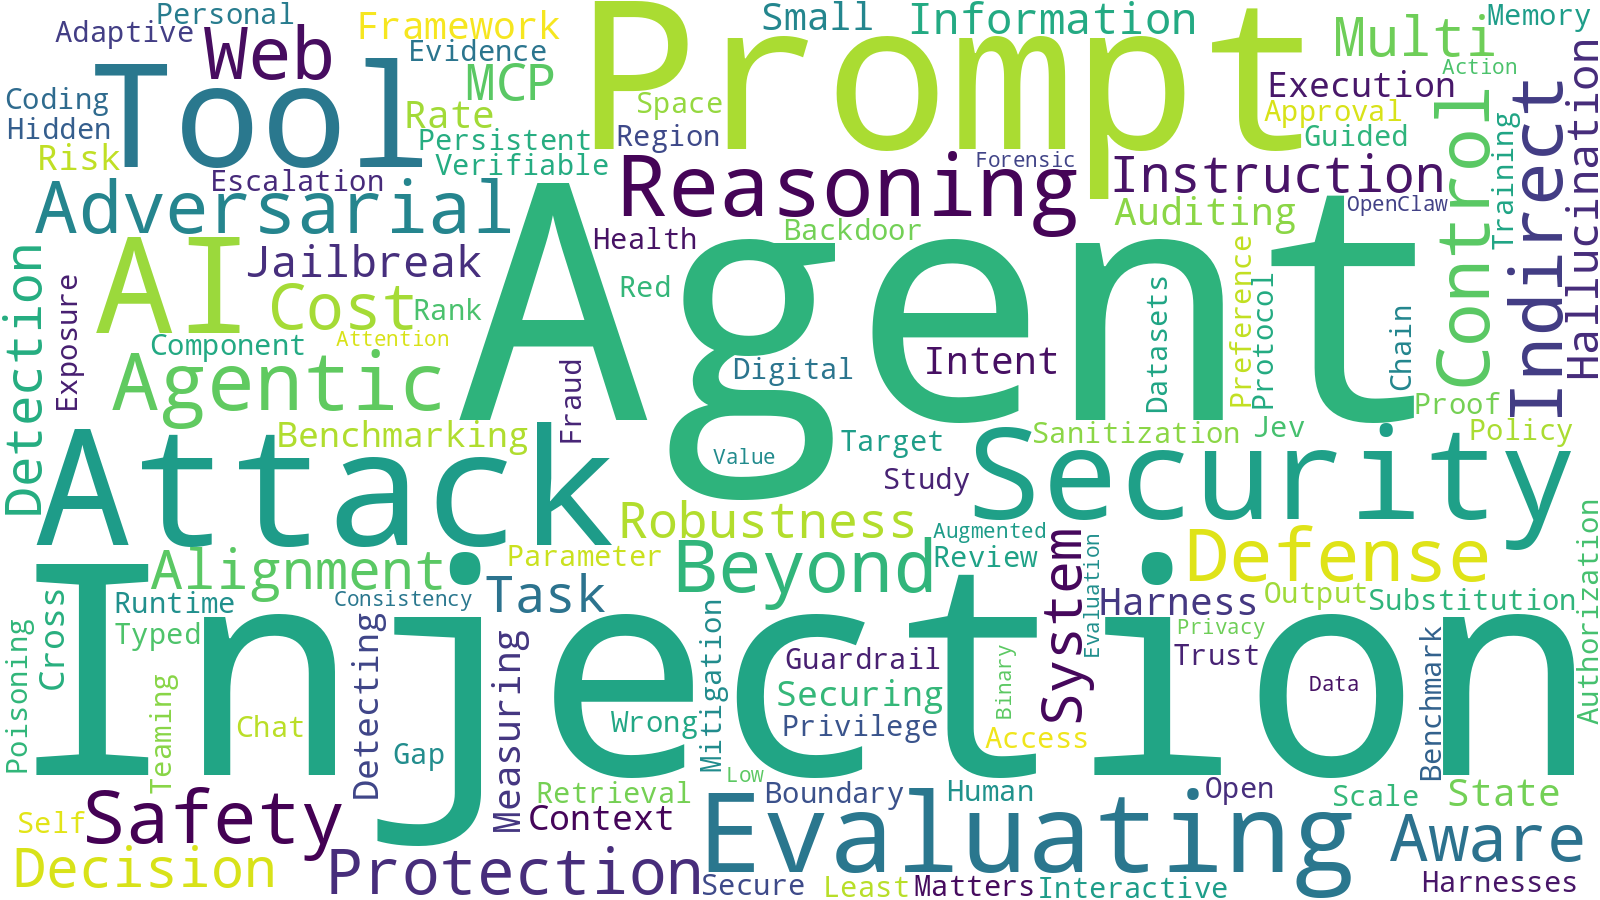 Personal
Adaptive
Web
Framework
Evidence
Small
Information
Multi
Memory
Action
Tool
MCP
Prompt
Execution
Approval
Guided
Coding
Hidden
Rate
Space
Region
Persistent
Verifiable
Risk
Escalation
Reasoning
Forensic
Instruction
Control
Training
Indirect
Hallucination
Adversarial
Health
Backdoor
Auditing
OpenClaw
AI
Jailbreak
Cost
Red
Rank
Agent
Detection
Exposure
Component
Attention
Digital
Intent
Datasets
Preference
Protocol
Chain
Agentic
Fraud
Benchmarking
Value
Target
Study
Sanitization
Jev
Proof
Policy
Attack
Security
Robustness
Augmented
Review
Parameter
Beyond
Defense
Alignment
Task
System
Evaluation
Harness
Output
Substitution
Authorization
Cross
Runtime
Typed
Consistency
Injection
Poisoning
Teaming
Chat
Detecting
Gap
Measuring
Wrong
Mitigation
Guardrail
Securing
Privilege
Binary
Access
Privacy
Trust
Data
Benchmark
Low
Retrieval
Boundary
Human
Open
Scale
State
Self
Safety
Context
Evaluating
Aware
Decision
Protection
Secure
Least
Matters
Interactive
Harnesses